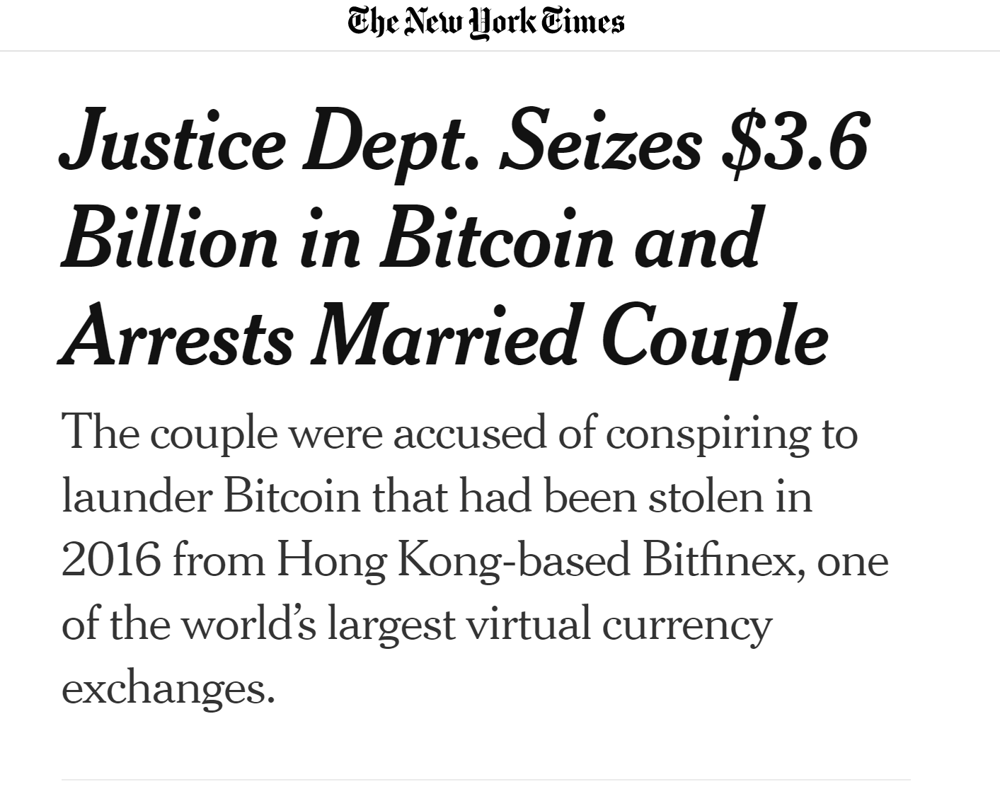 The New York Times
Justice Dept. Seizes $3.6
Billion in Bitcoin and
Arrests Married Couple
The couple were accused of conspiring to
launder Bitcoin that had been stolen in
2016 from Hong Kong-based Bitfinex, one
of the world’s largest virtual currency
exchanges.